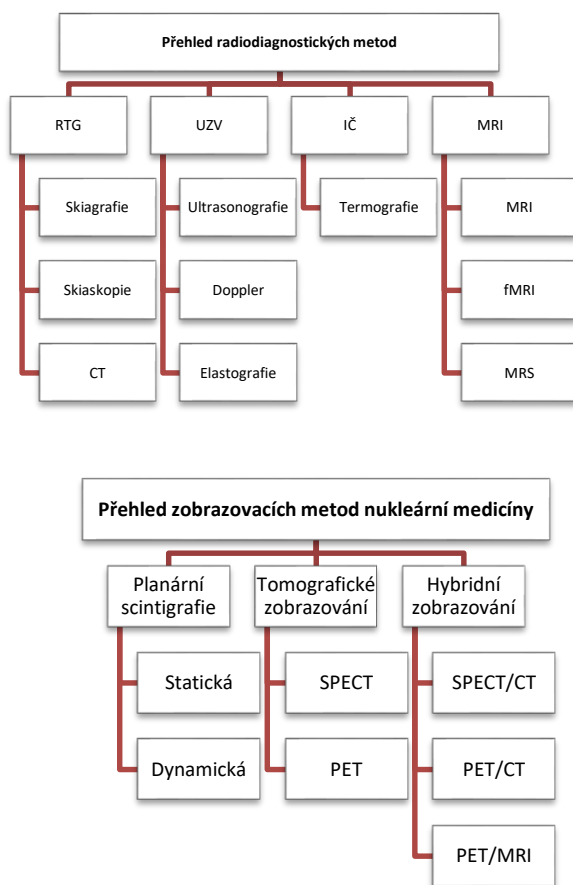 Přehled radiodiagnostických metod
RTG
UZV
IČ
MRI
Skiagrafie
Ultrasonografie
Termografie
MRI
Skiaskopie
Doppler
fMRI
CT
Elastografie
MRS
Přehled zobrazovacích metod nukleární medicíny
Planární
scintigrafie
Tomografické
zobrazování
Hybridní
zobrazování
Statická
SPECT
SPECT/CT
Dynamická
PET
PET/CT
PET/MRI